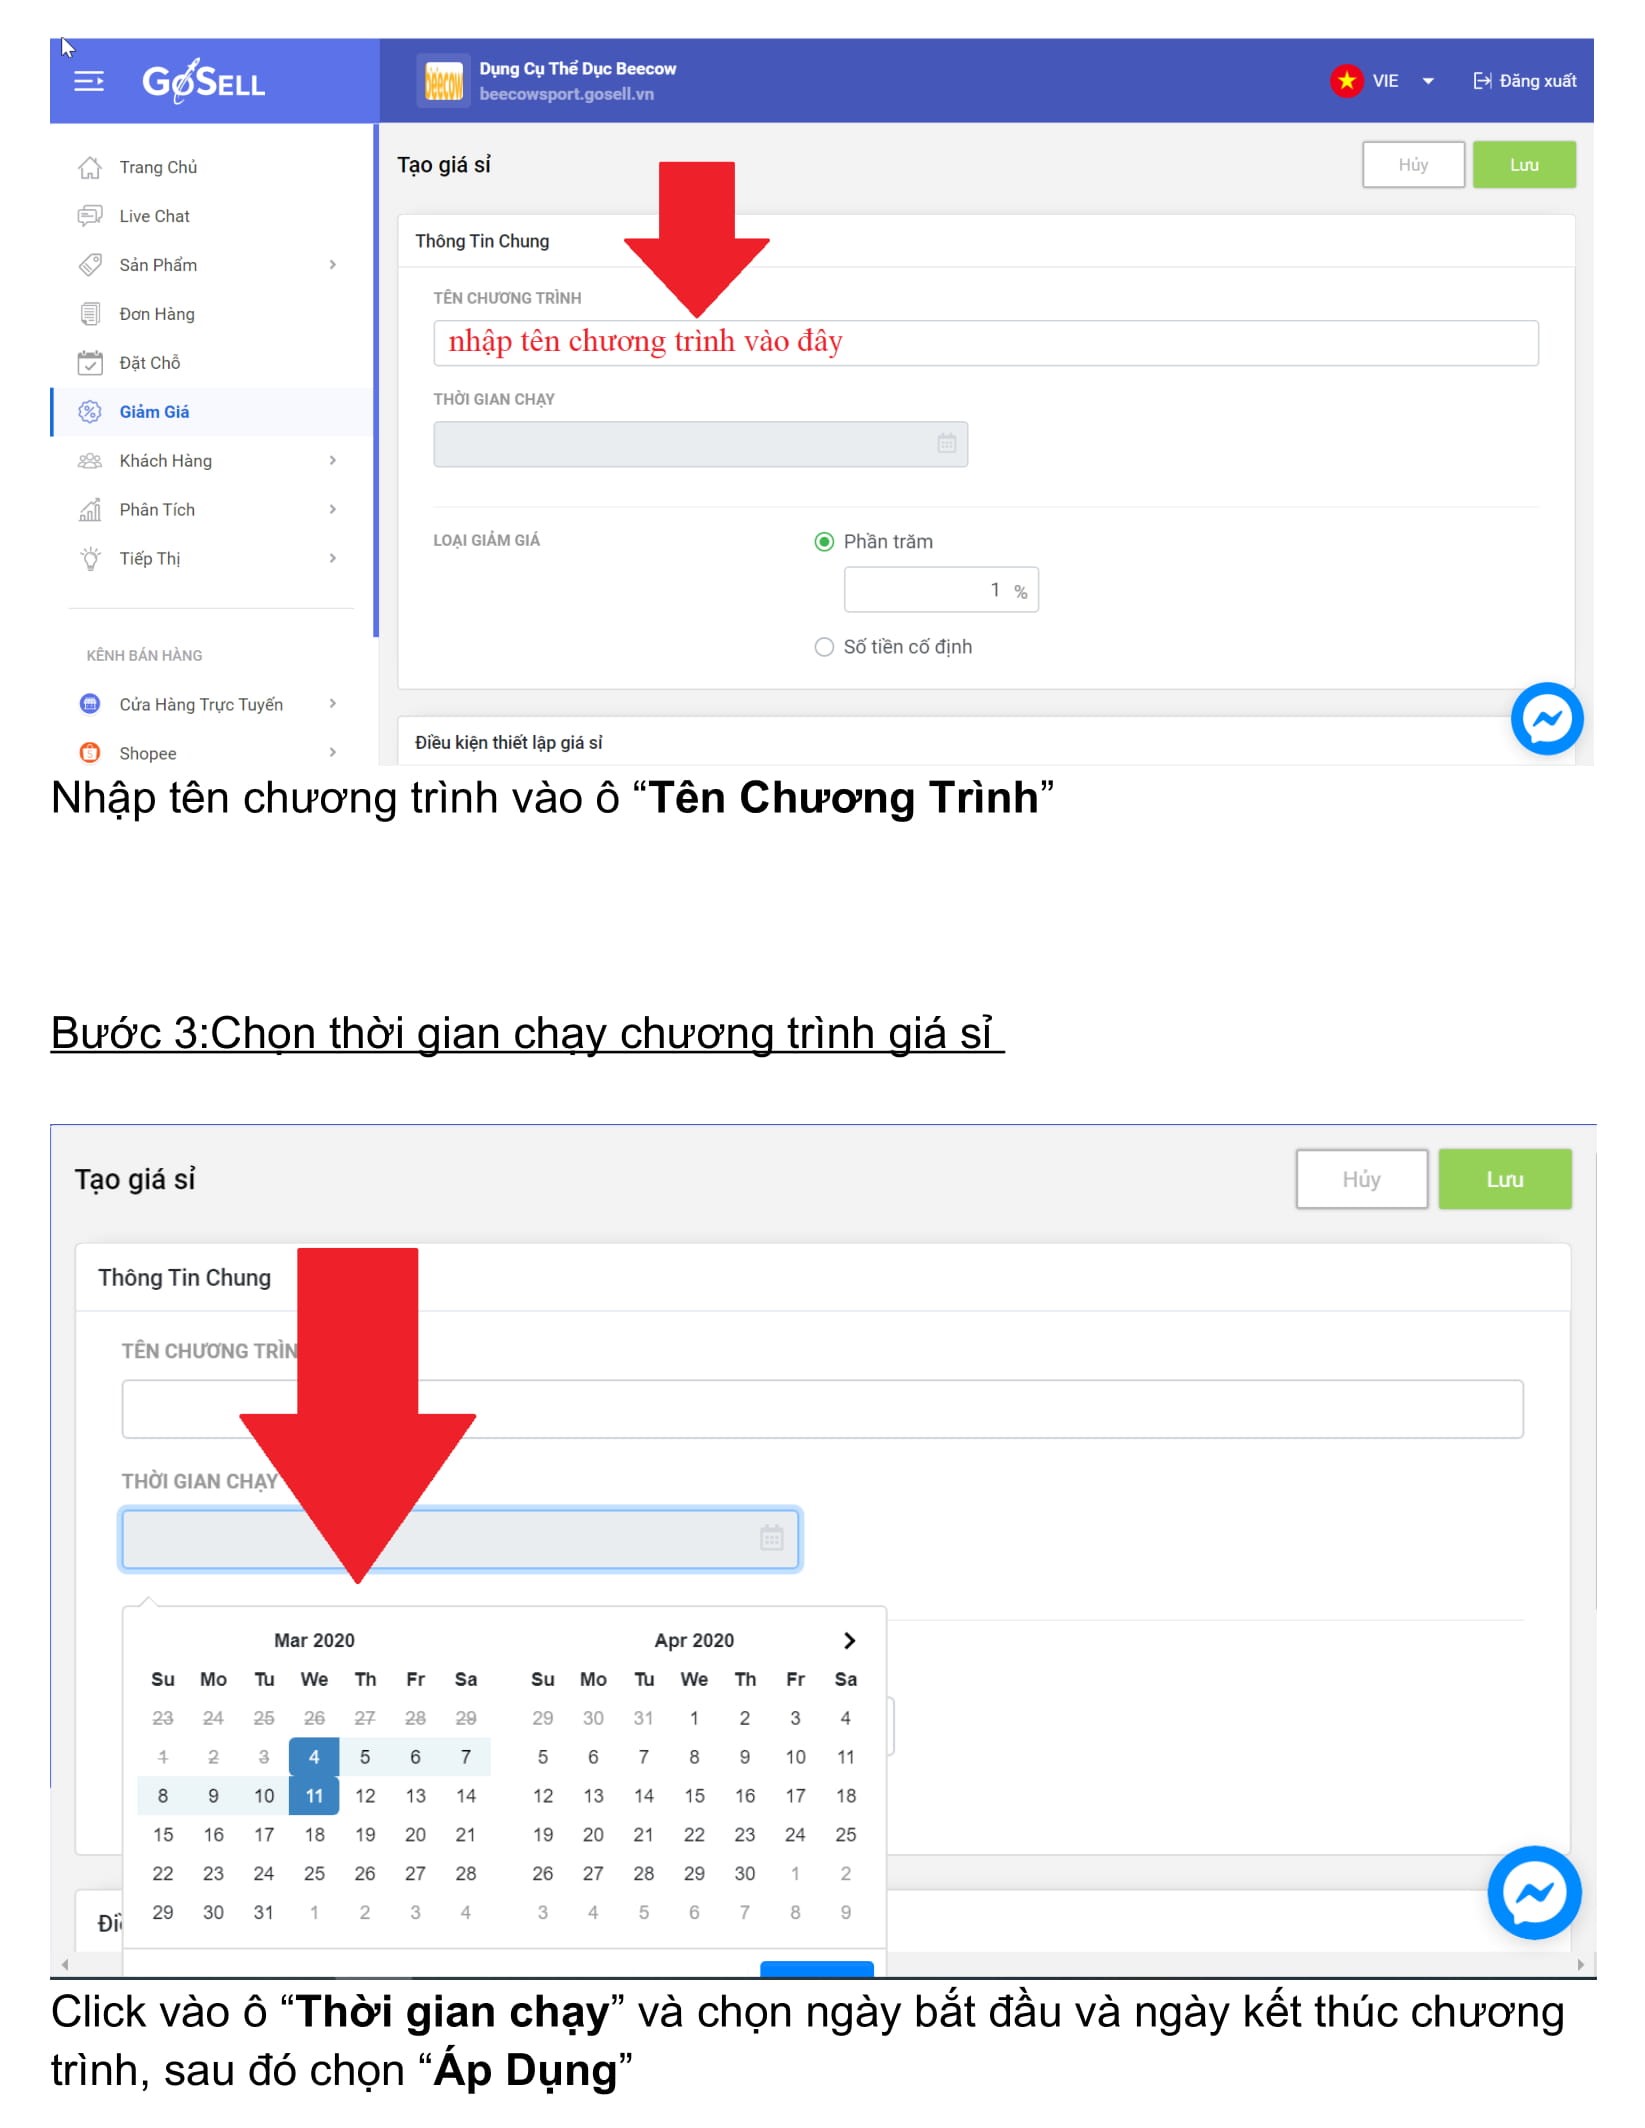 GoSELL
Dụng Cụ Thể Dục Beecow
beecowsport.gosell.vn
beecow
VIE
Đăng xuất
Trang Chủ
Live Chat
Sản Phẩm
Đơn Hàng
Đặt Chỗ
Giảm Giá
Khách Hàng
Phân Tích
Tiếp Thị
KÊNH BÁN HÀNG
Cửa Hàng Trực Tuyến
Shopee
Tạo giá sỉ
Hủy
Lưu
Thông Tin Chung
TÊN CHƯƠNG TRÌNH
nhập tên chương trình vào đây
THỜI GIAN CHẠY
LOẠI GIẢM GIÁ
Phần trăm
1 %
Số tiền cố định
Điều kiện thiết lập giá sỉ
Nhập tên chương trình vào ô “Tên Chương Trình”
Bước 3:Chọn thời gian chạy chương trình giá sỉ
Tạo giá sỉ
Hủy
Lưu
Thông Tin Chung
TÊN CHƯƠNG TRÌN
THỜI GIAN CHẠY
Mar 2020
Su Mo Tu We Th Fr Sa
23 24 25 26 27 28 29
1 2 3 4 5 6 7
8 9 10 11 12 13 14
15 16 17 18 19 20 21
22 23 24 25 26 27 28
29 30 31 1 2 3 4
Apr 2020
Su Mo Tu We Th Fr Sa
29 30 31 1 2 3 4
5 6 7 8 9 10 11
12 13 14 15 16 17 18
19 20 21 22 23 24 25
26 27 28 29 30 1 2
3 4 5 6 7 8 9
Click vào ô “Thời gian chạy” và chọn ngày bắt đầu và ngày kết thúc chương
trình, sau đó chọn “Áp Dụng”